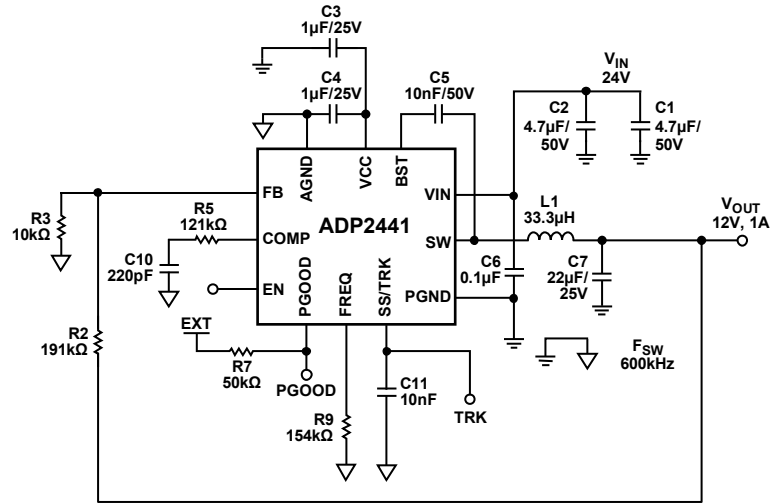 C3
1µF/25V
C4
1µF/25V
C5
10nF/50V
VIN
24V
C2
4.7µF/
50V
C1
4.7µF/
50V
AGND
VCC
BST
FB
VIN
ADP2441
R3
10kΩ
R5
121kΩ
COMP
SW
L1
33.3µH
VOUT
12V, 1A
C10
220pF
C6
0.1µF
C7
22µF/
25V
EN
PGOOD
FREQ
SS/TRK
PGND
R2
191kΩ
EXT
R7
50kΩ
PGOOD
C11
10nF
TRK
FSW
600kHz
R9
154kΩ